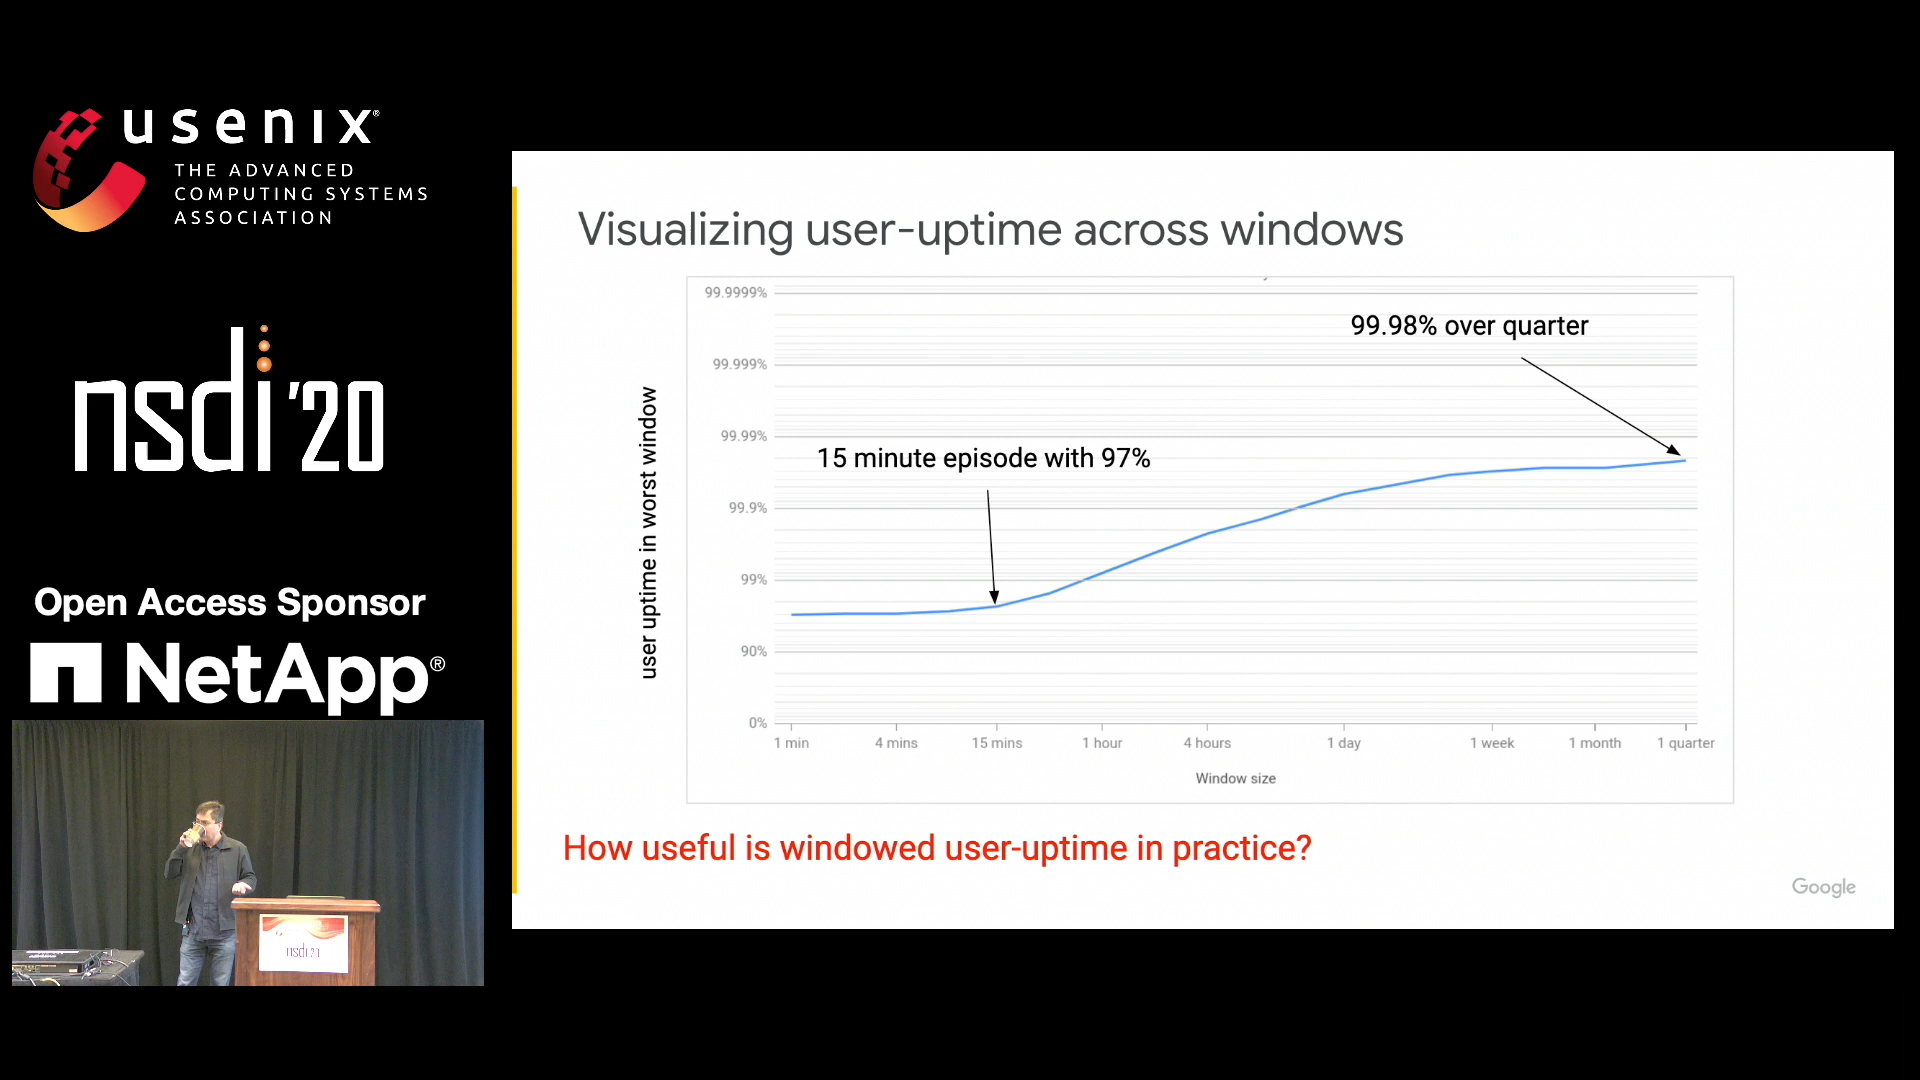 usenix®
THE ADVANCED
COMPUTING SYSTEMS
ASSOCIATION
nsdi '20
Open Access Sponsor
NetApp®
nsdi 20
Visualizing user-uptime across windows
99.9999%
99.999%
99.99%
99.9%
99%
90%
0%
user uptime in worst window
99.98% over quarter
15 minute episode with 97%
1 min
4 mins
15 mins
1 hour
4 hours
1 day
1 week
1 month
1 quarter
Window size
How useful is windowed user-uptime in practice?
Google